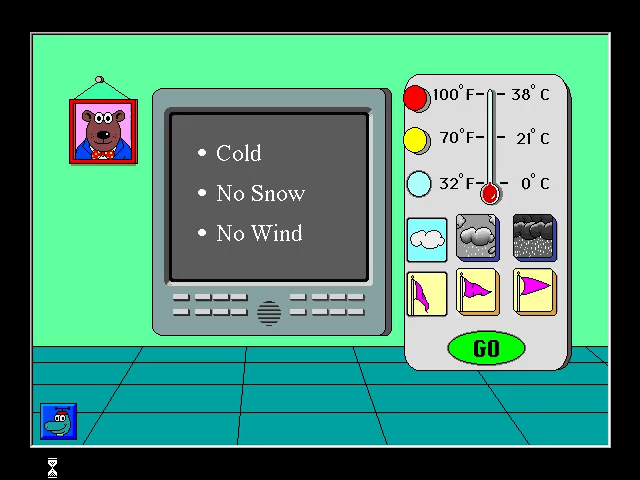 • Cold
• No Snow
• No Wind
100°F 38°C
70°F 21°C
32°F 0°C
GO